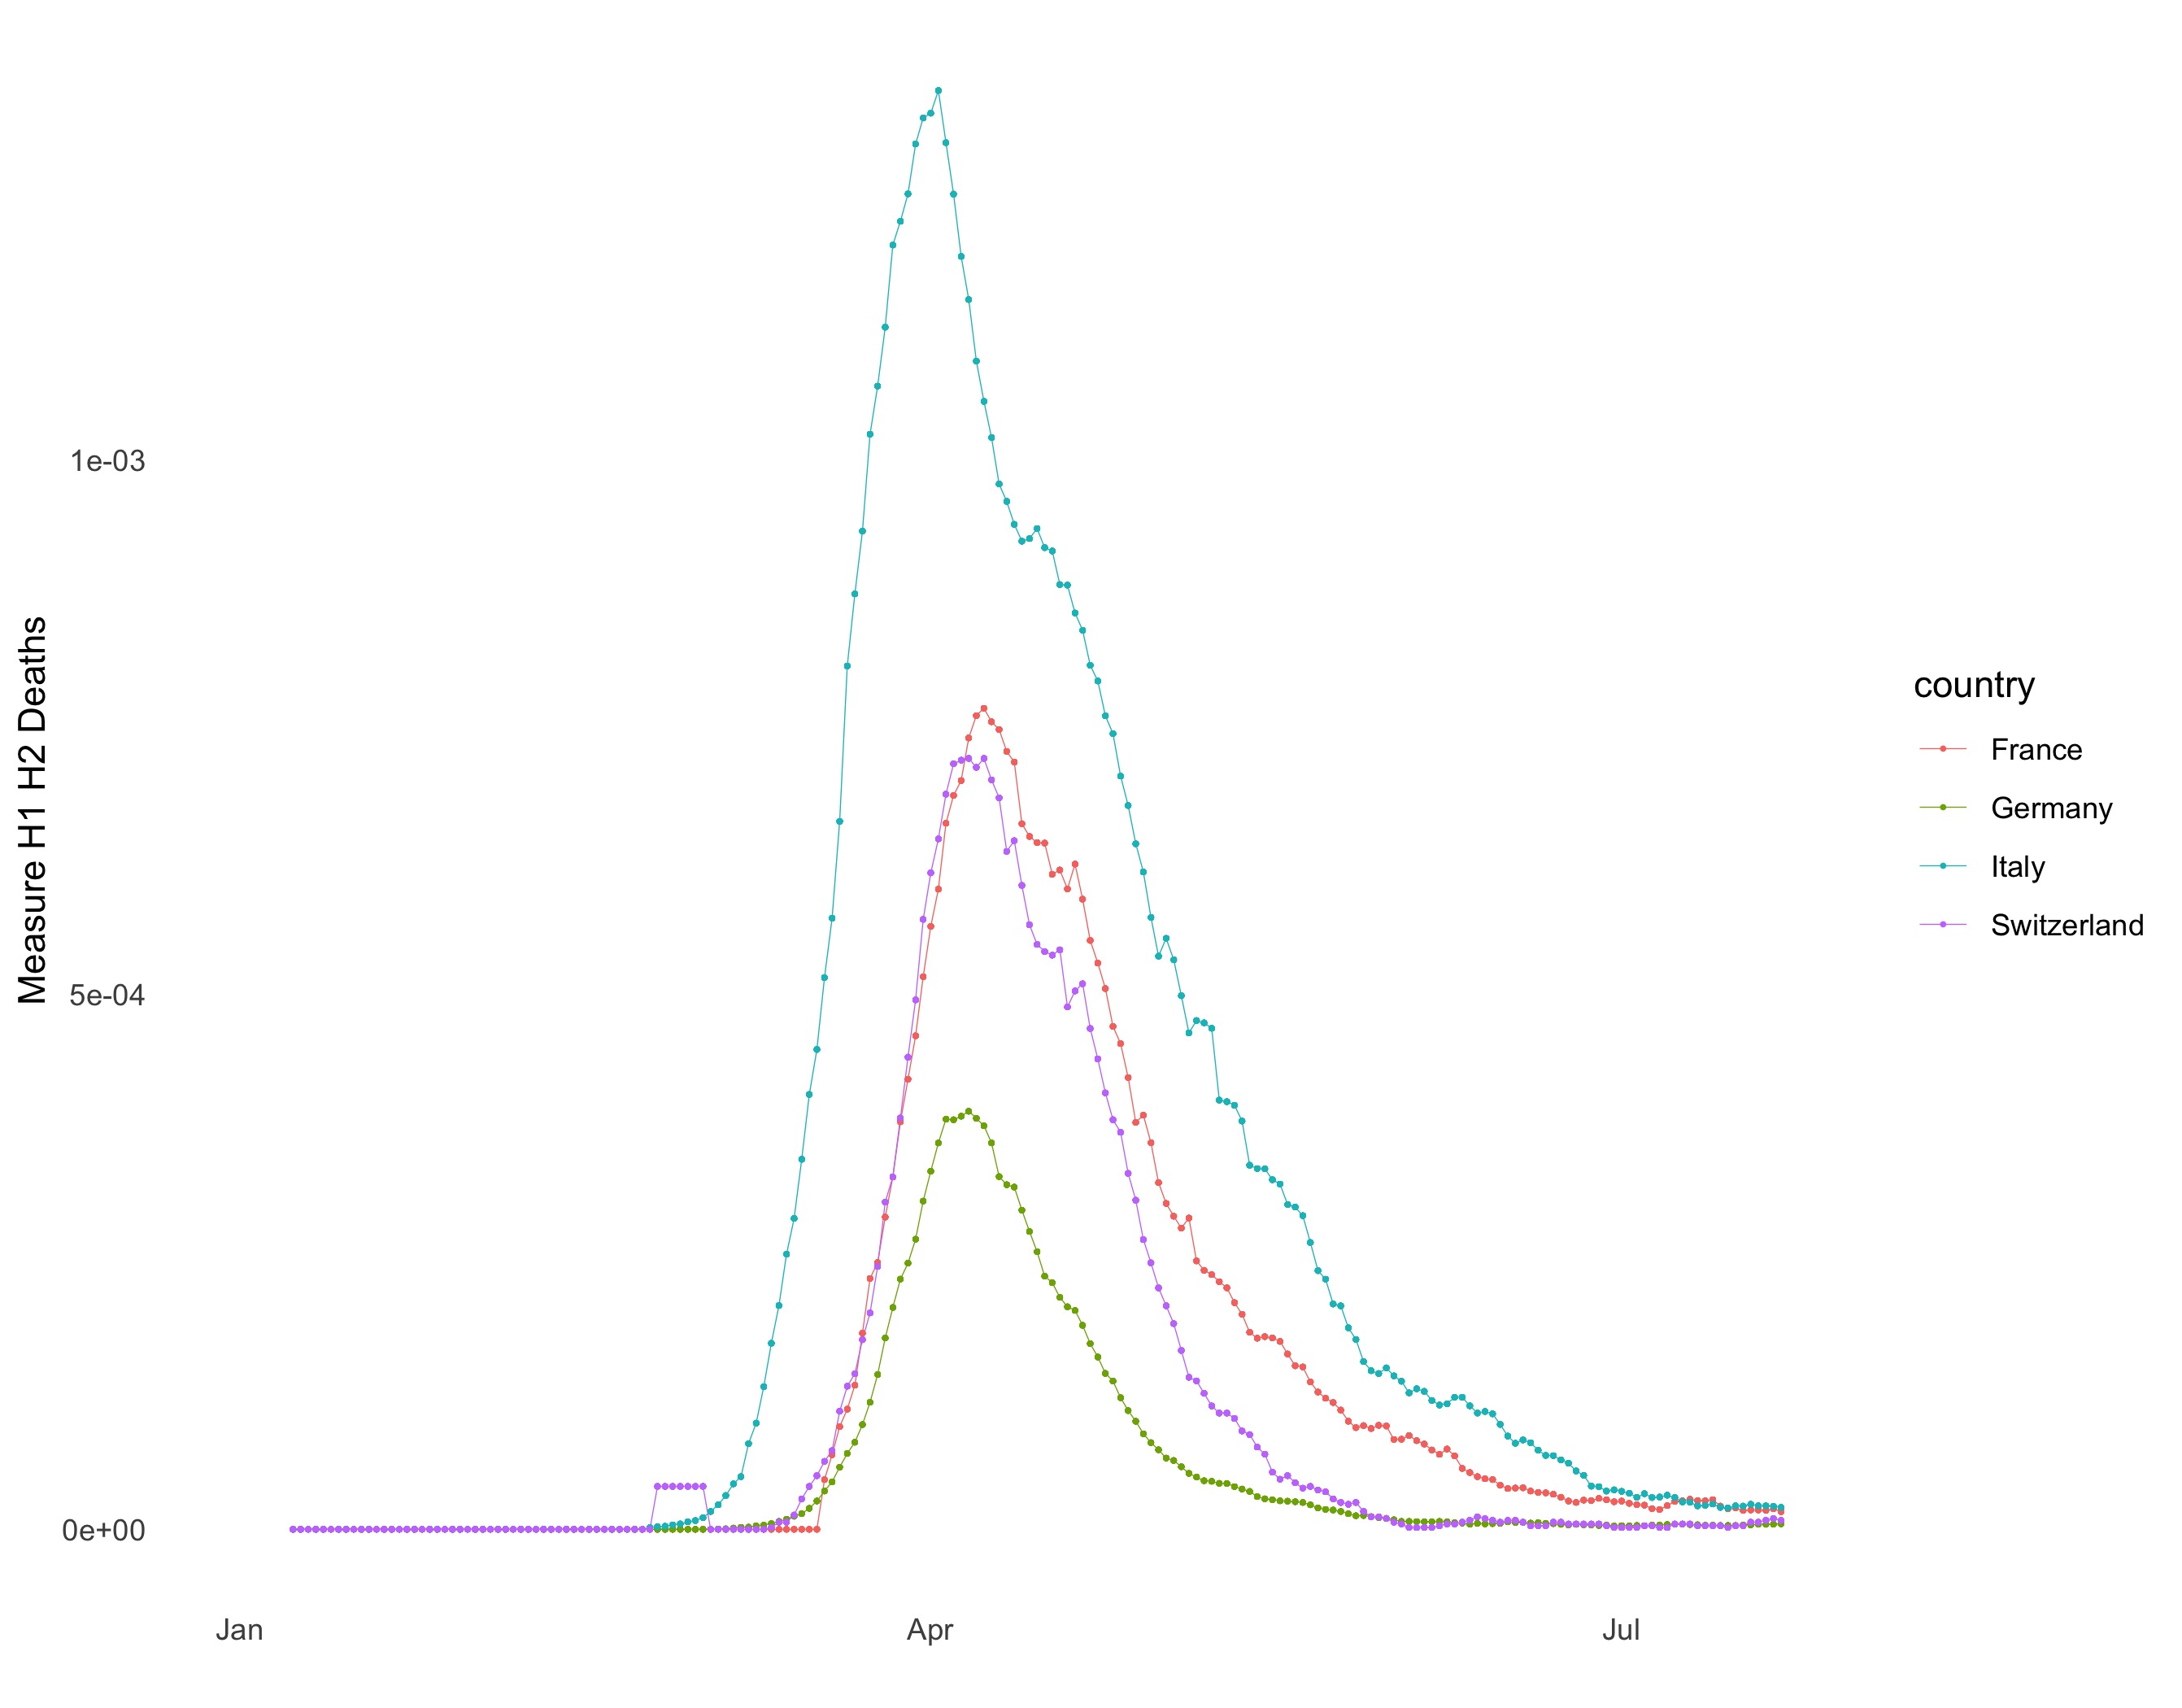 Measure H1 H2 Deaths
1e-03
5e-04
0e+00
Jan
Apr
Jul
country
France
Germany
Italy
Switzerland